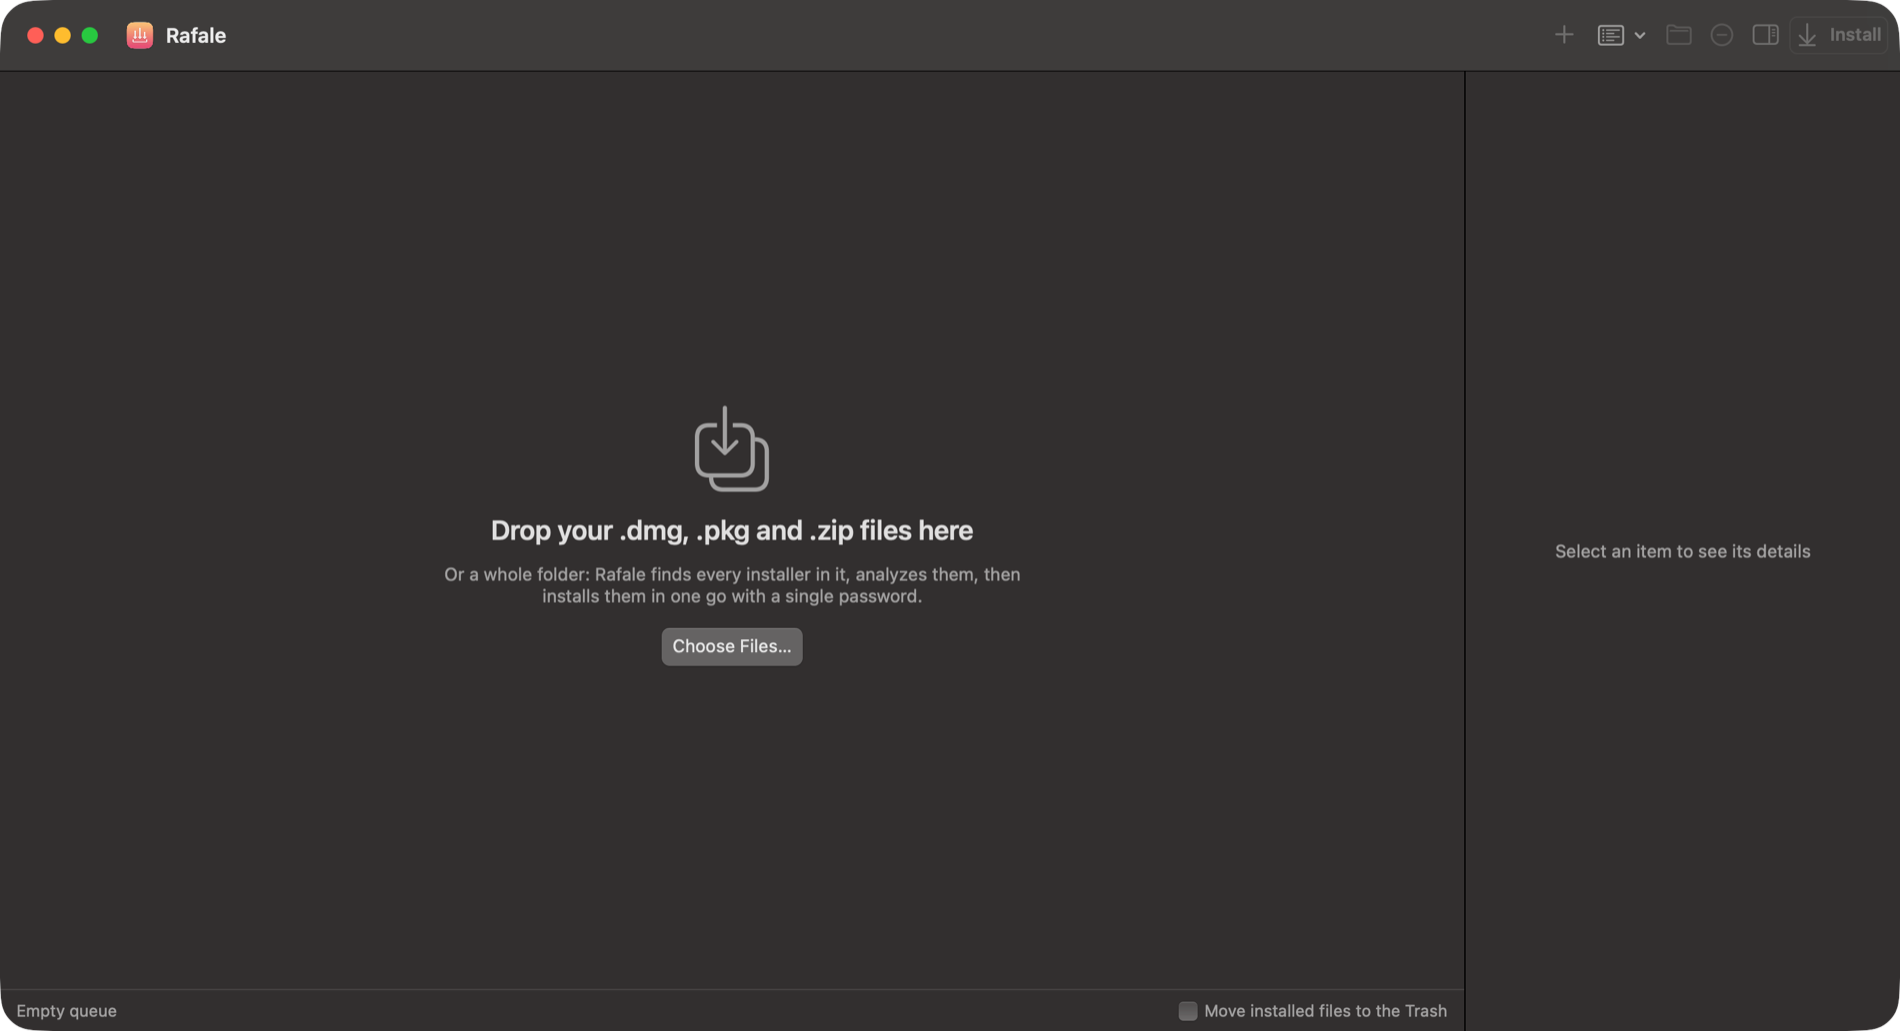 Rafale
Install
Drop your .dmg, .pkg and .zip files here
Or a whole folder: Rafale finds every installer in it, analyzes them, then
installs them in one go with a single password.
Choose Files...
Select an item to see its details
Empty queue
Move installed files to the Trash